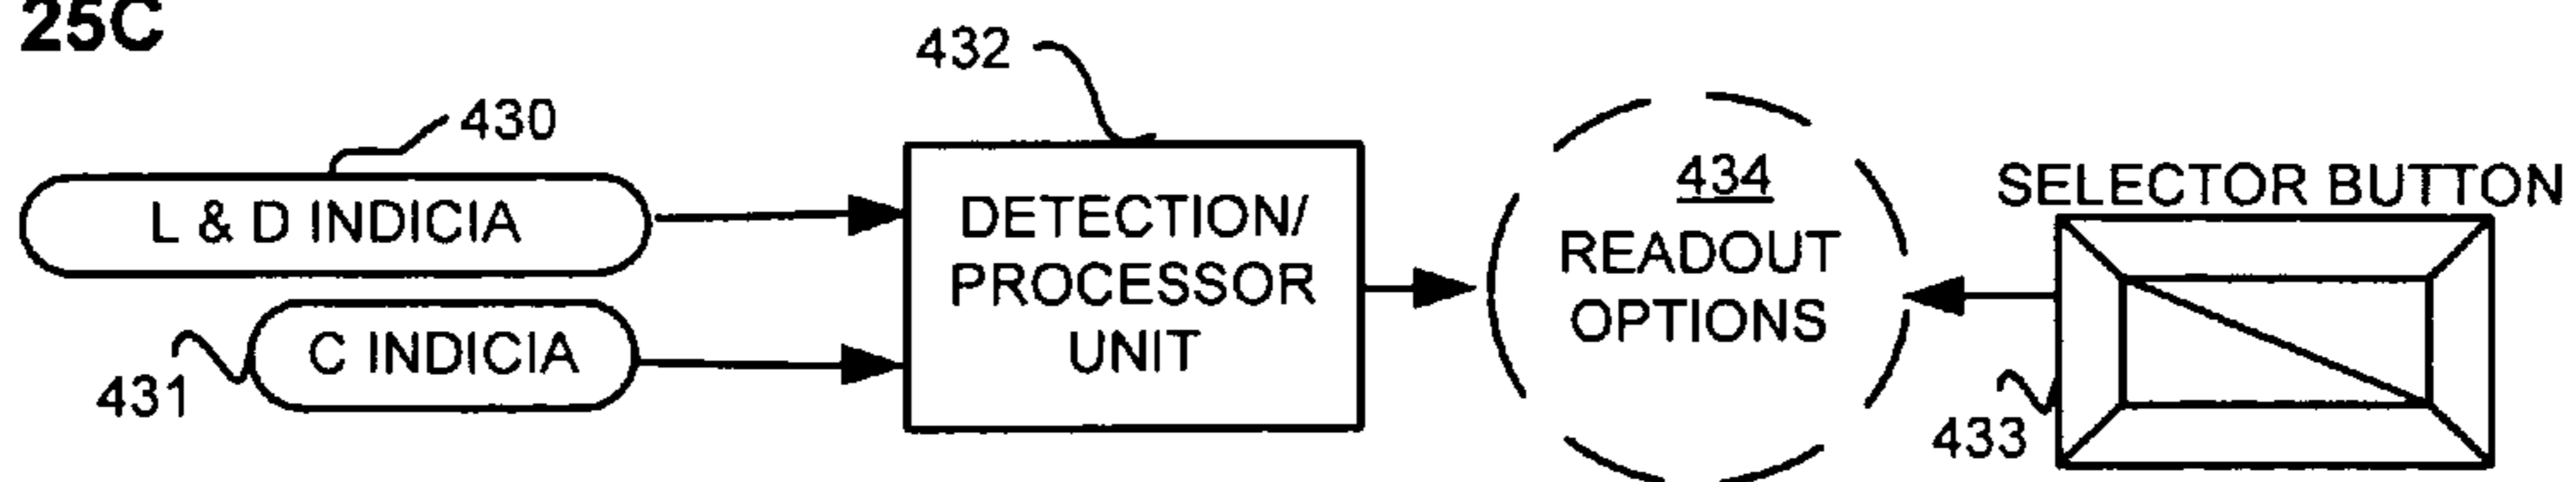 25C
432
430
L & D INDICIA
DETECTION/
PROCESSOR
UNIT
434
READOUT
OPTIONS
SELECTOR BUTTON
C INDICIA
431
433